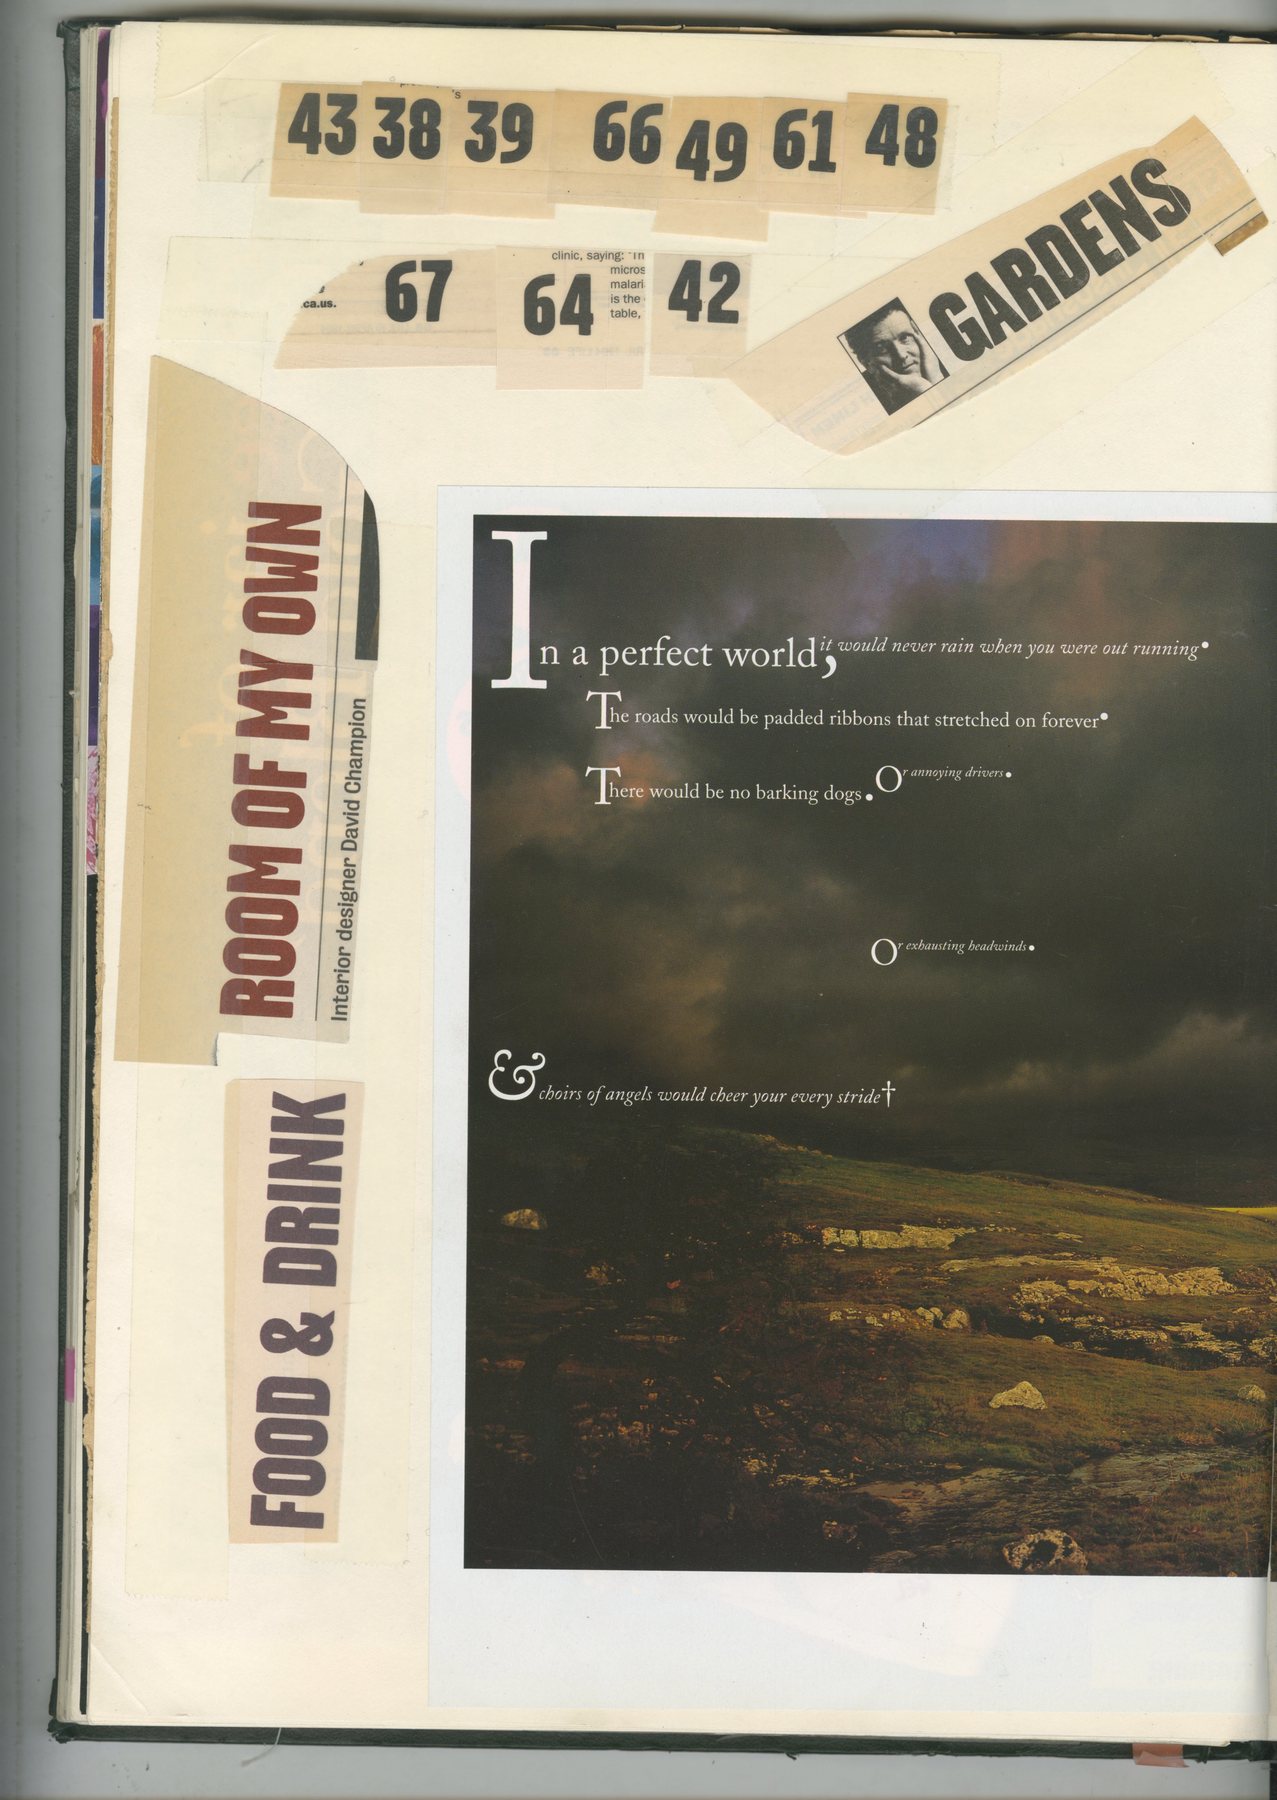 43 38 39 66 49 61 48
's
GARDENS
67 64 42
clinic, saying:
micros
malari
is the
table,
ca.us.
ROOM OF MY OWN
Interior designer David Champion
FOOD & DRINK
In a perfect world, it would never rain when you were out running.
The roads would be padded ribbons that stretched on forever.
There would be no barking dogs. Or annoying drivers.
Or exhausting headwinds.
& choirs of angels would cheer your every stride†